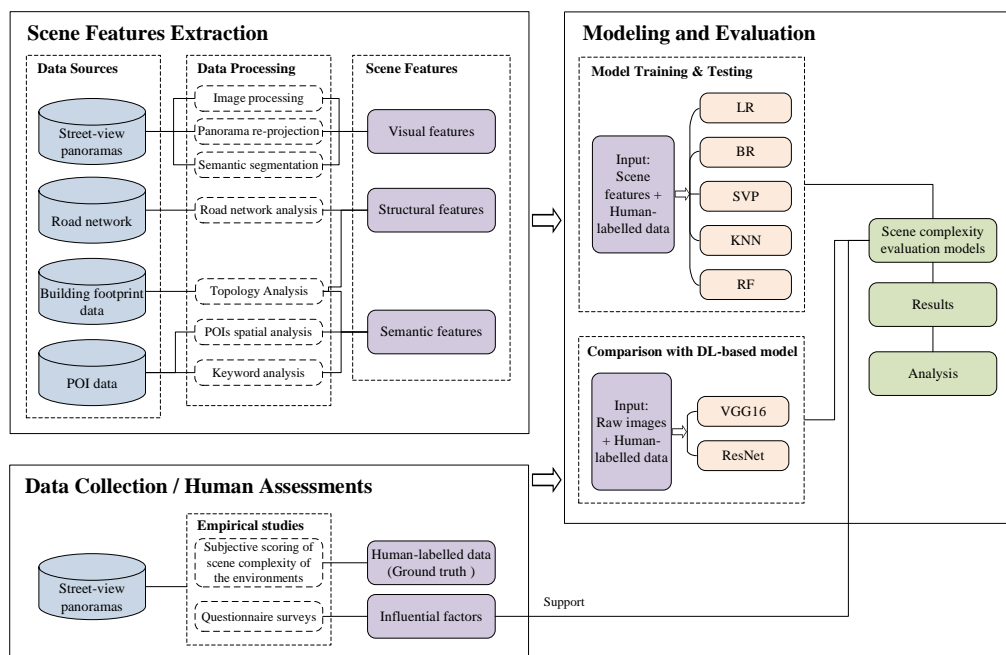 Scene Features Extraction
Data Sources
Data Processing
Scene Features
Street-view
panoramas
Road network
Building footprint
data
POI data
Image processing
Panorama re-projection
Semantic segmentation
Road network analysis
Topology Analysis
POIs spatial analysis
Keyword analysis
Visual features
Structural features
Semantic features
Modeling and Evaluation
Model Training & Testing
Input:
Scene
features +
Human-
labelled data
LR
BR
SVP
KNN
RF
Comparison with DL-based model
Input:
Raw images
+ Human-
labelled data
VGG16
ResNet
Scene complexity
evaluation models
Results
Analysis
Data Collection / Human Assessments
Empirical studies
Street-view
panoramas
Subjective scoring of
scene complexity of
the environments
Questionnaire surveys
Human-labelled data
(Ground truth )
Influential factors
Support